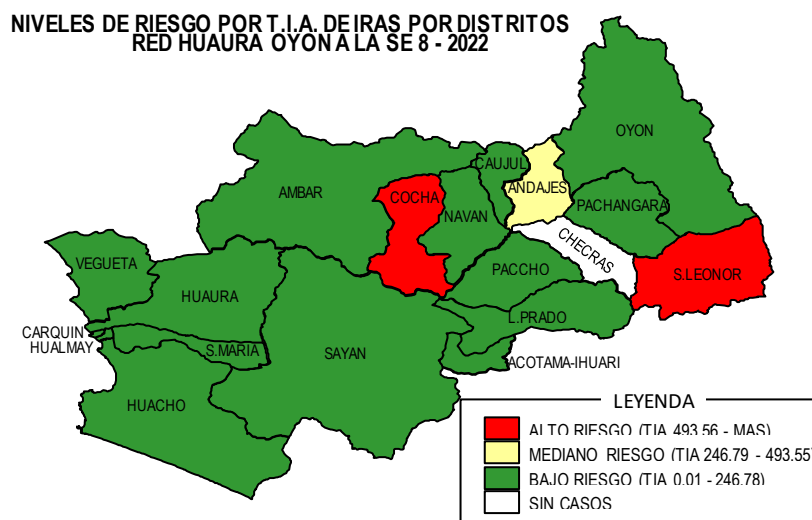 NIVELES DE RIESGO POR T.I.A. DE IRAS POR DISTRITOS
RED HUAURA OYON A LA SE 8 - 2022
OYON
CAUJUL
ANDAJES
AMBAR
COCHA
NAVAN
PACHANGARA
CHECRAS
VEGUETA
PACCHO
S.LEONOR
HUAURA
L.PRADO
CARQUIN
HUALMAY
S.MARIA
SAYAN
ACOTAMA-IHUARI
HUACHO
LEYENDA
ALTO RIESGO (TIA 493.56 - MAS)
MEDIANO RIESGO (TIA 246.79 - 493.55)
BAJO RIESGO (TIA 0.01 - 246.78)
SIN CASOS